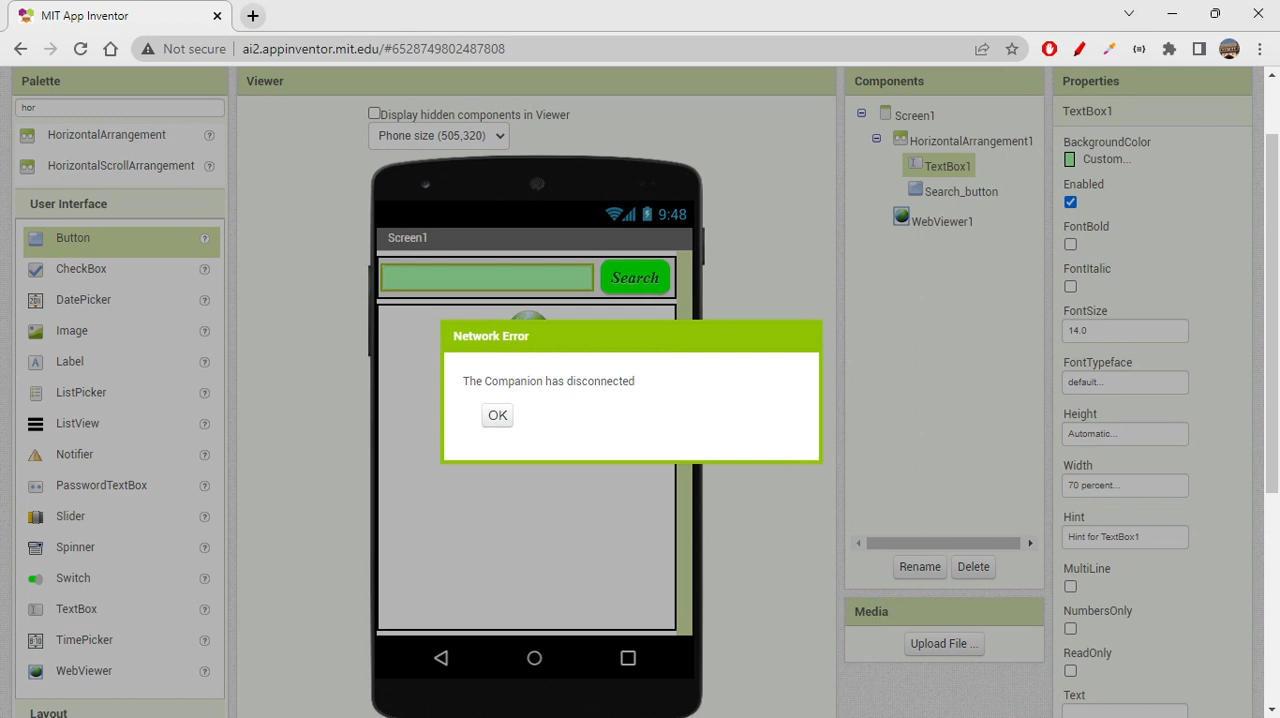 MIT App Inventor
Not secure
ai2.appinventor.mit.edu/#6528749802487808
Palette
hor
HorizontalArrangement
?
HorizontalScrollArrangement
?
User Interface
Button
?
CheckBox
?
DatePicker
?
Image
?
Label
?
ListPicker
?
ListView
?
Notifier
?
PasswordTextBox
?
Slider
?
Spinner
?
Switch
?
TextBox
?
TimePicker
?
WebViewer
?
Layout
Viewer
Display hidden components in Viewer
Phone size (505,320)
9:48
Screen1
Search
Network Error
The Companion has disconnected
OK
Components
Screen1
HorizontalArrangement1
TextBox1
Search_button
WebViewer1
Rename
Delete
Media
Upload File ...
Properties
TextBox1
BackgroundColor
Custom...
Enabled
FontBold
FontItalic
FontSize
14.0
FontTypeface
default...
Height
Automatic...
Width
70 percent...
Hint
Hint for TextBox1
MultiLine
NumbersOnly
ReadOnly
Text